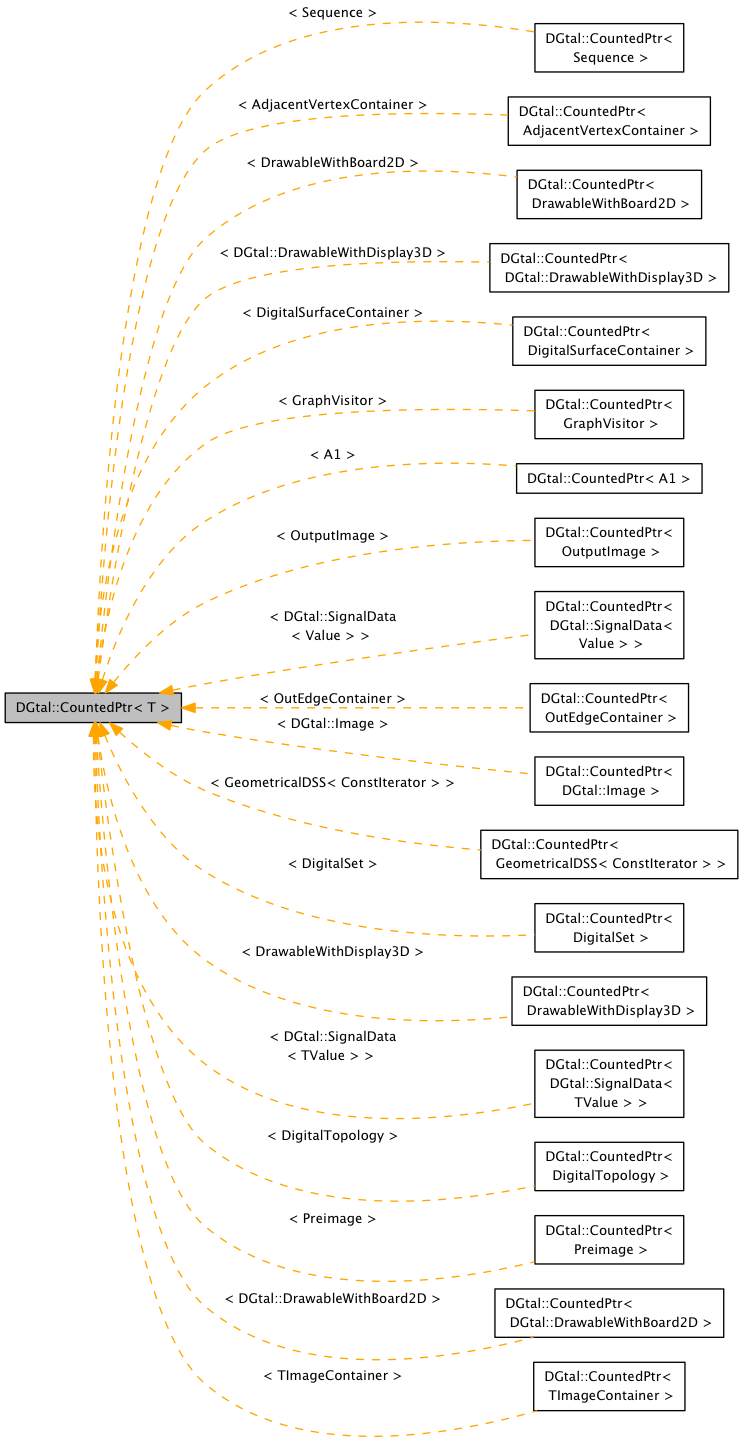 < Sequence >
DGtal::CountedPtr<
Sequence >
< AdjacentVertexContainer >
DGtal::CountedPtr<
AdjacentVertexContainer >
< DrawableWithBoard2D >
DGtal::CountedPtr<
DrawableWithBoard2D >
< DGtal::DrawableWithDisplay3D >
DGtal::CountedPtr<
DGtal::DrawableWithDisplay3D >
< DigitalSurfaceContainer >
DGtal::CountedPtr<
DigitalSurfaceContainer >
< GraphVisitor >
DGtal::CountedPtr<
GraphVisitor >
< A1 >
DGtal::CountedPtr< A1 >
< OutputImage >
DGtal::CountedPtr<
OutputImage >
< DGtal::SignalData
< Value > >
DGtal::CountedPtr<
DGtal::SignalData<
Value > >
DGtal::CountedPtr< T >
< OutEdgeContainer >
DGtal::CountedPtr<
OutEdgeContainer >
< DGtal::Image >
DGtal::CountedPtr<
DGtal::Image >
< GeometricalDSS< ConstIterator > >
DGtal::CountedPtr<
GeometricalDSS< ConstIterator > >
< DigitalSet >
DGtal::CountedPtr<
DigitalSet >
< DrawableWithDisplay3D >
DGtal::CountedPtr<
DrawableWithDisplay3D >
< DGtal::SignalData
< TValue > >
DGtal::CountedPtr<
DGtal::SignalData<
TValue > >
< DigitalTopology >
DGtal::CountedPtr<
DigitalTopology >
< Preimage >
DGtal::CountedPtr<
Preimage >
< DGtal::DrawableWithBoard2D >
DGtal::CountedPtr<
DGtal::DrawableWithBoard2D >
< TImageContainer >
DGtal::CountedPtr<
TImageContainer >